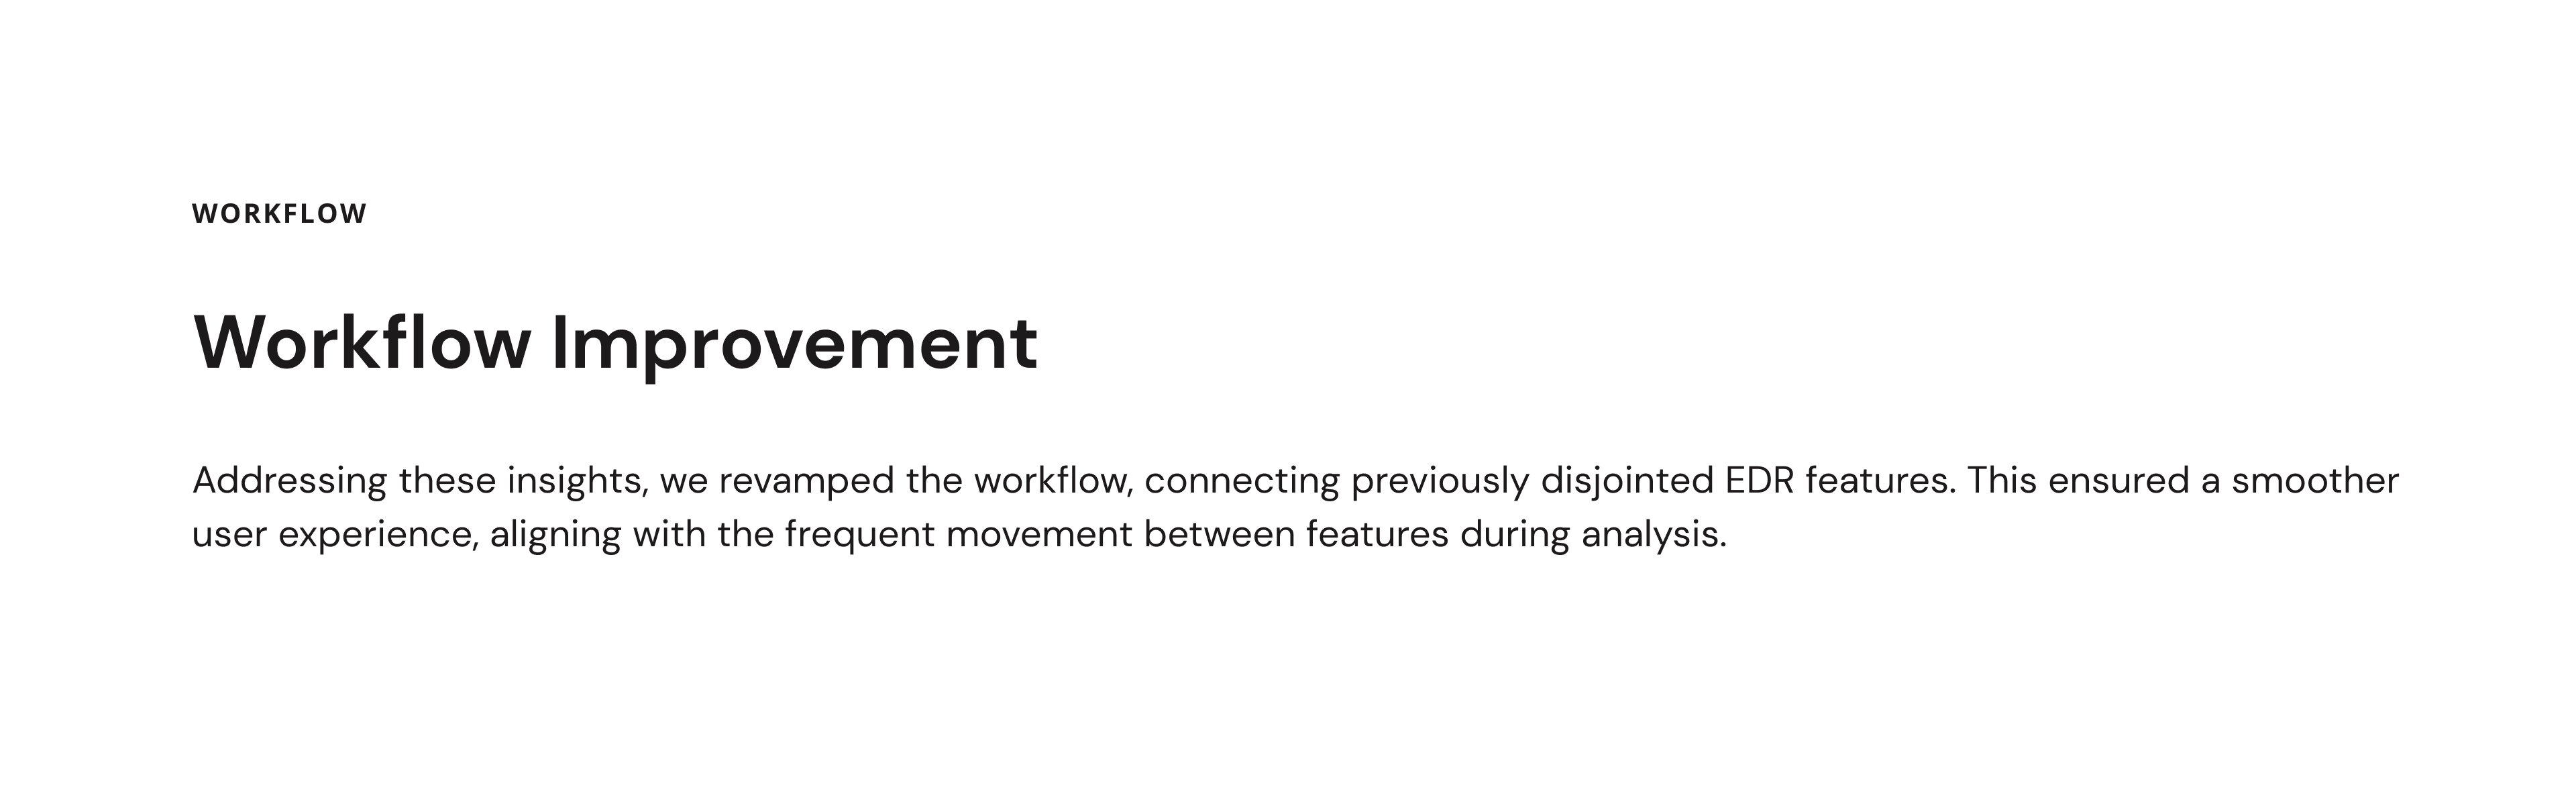 WORKFLOW
Workflow Improvement
Addressing these insights, we revamped the workflow, connecting previously disjointed EDR features. This ensured a smoother
user experience, aligning with the frequent movement between features during analysis.